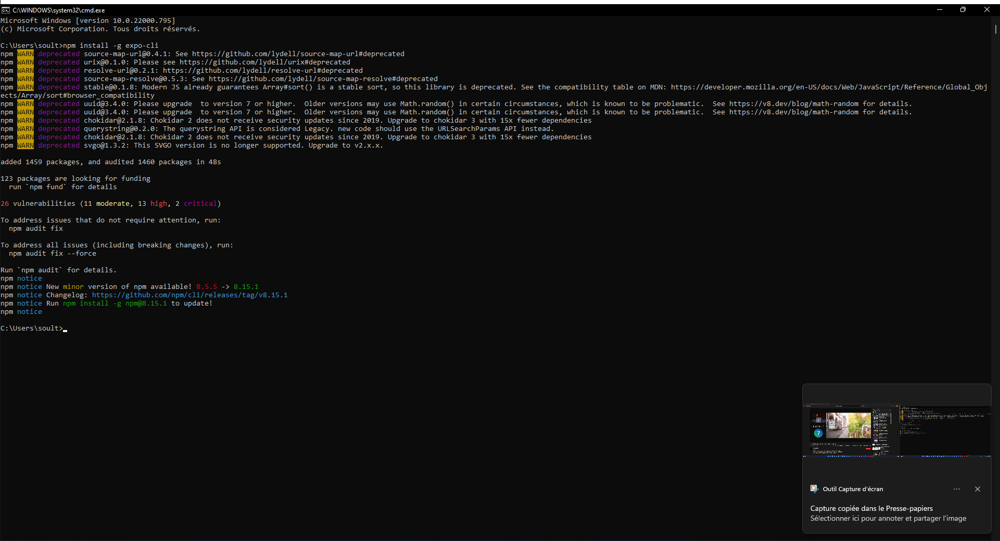 C:\WINDOWS\system32\cmd.exe
Microsoft Windows [version 10.0.22000.795]
(c) Microsoft Corporation. Tous droits réservés.
C:\Users\soult>npm install -g expo-cli
npm WARN deprecated source-map-url@0.4.1: See https://github.com/lydell/source-map-url#deprecated
npm WARN deprecated urix@0.1.0: Please see https://github.com/lydell/urix#deprecated
npm WARN deprecated resolve-url@0.2.1: https://github.com/lydell/resolve-url#deprecated
npm WARN deprecated source-map-resolve@0.5.3: See https://github.com/lydell/source-map-resolve#deprecated
npm WARN deprecated stable@0.1.8: Modern JS already guarantees Array#sort() is a stable sort, so this library is deprecated. See the compatibility table on MDN: https://developer.mozilla.org/en-US/docs/Web/JavaScript/Reference/Global_Obj
ects/Array/sort#browser_compatibility
npm WARN deprecated uuid@3.4.0: Please upgrade  to version 7 or higher.  Older versions may use Math.random() in certain circumstances, which is known to be problematic.  See https://v8.dev/blog/math-random for details.
npm WARN deprecated uuid@3.4.0: Please upgrade  to version 7 or higher.  Older versions may use Math.random() in certain circumstances, which is known to be problematic.  See https://v8.dev/blog/math-random for details.
npm WARN deprecated chokidar@2.1.8: Chokidar 2 does not receive security updates since 2019. Upgrade to chokidar 3 with 15x fewer dependencies
npm WARN deprecated querystring@0.2.0: The querystring API is considered Legacy. new code should use the URLSearchParams API instead.
npm WARN deprecated chokidar@2.1.8: Chokidar 2 does not receive security updates since 2019. Upgrade to chokidar 3 with 15x fewer dependencies
npm WARN deprecated svgo@1.3.2: This SVGO version is no longer supported. Upgrade to v2.x.x.
added 1459 packages, and audited 1460 packages in 48s
123 packages are looking for funding
run `npm fund` for details
26 vulnerabilities (11 moderate, 13 high, 2 critical)
To address issues that do not require attention, run:
npm audit fix
To address all issues (including breaking changes), run:
npm audit fix --force
Run `npm audit` for details.
npm notice
npm notice New minor version of npm available! 8.5.5 -> 8.15.1
npm notice Changelog: https://github.com/npm/cli/releases/tag/v8.15.1
npm notice Run npm install -g npm@8.15.1 to update!
npm notice
C:\Users\soult>
7
Outil Capture d'écran
Capture copiée dans le Presse-papiers
Sélectionner ici pour annoter et partager l'image